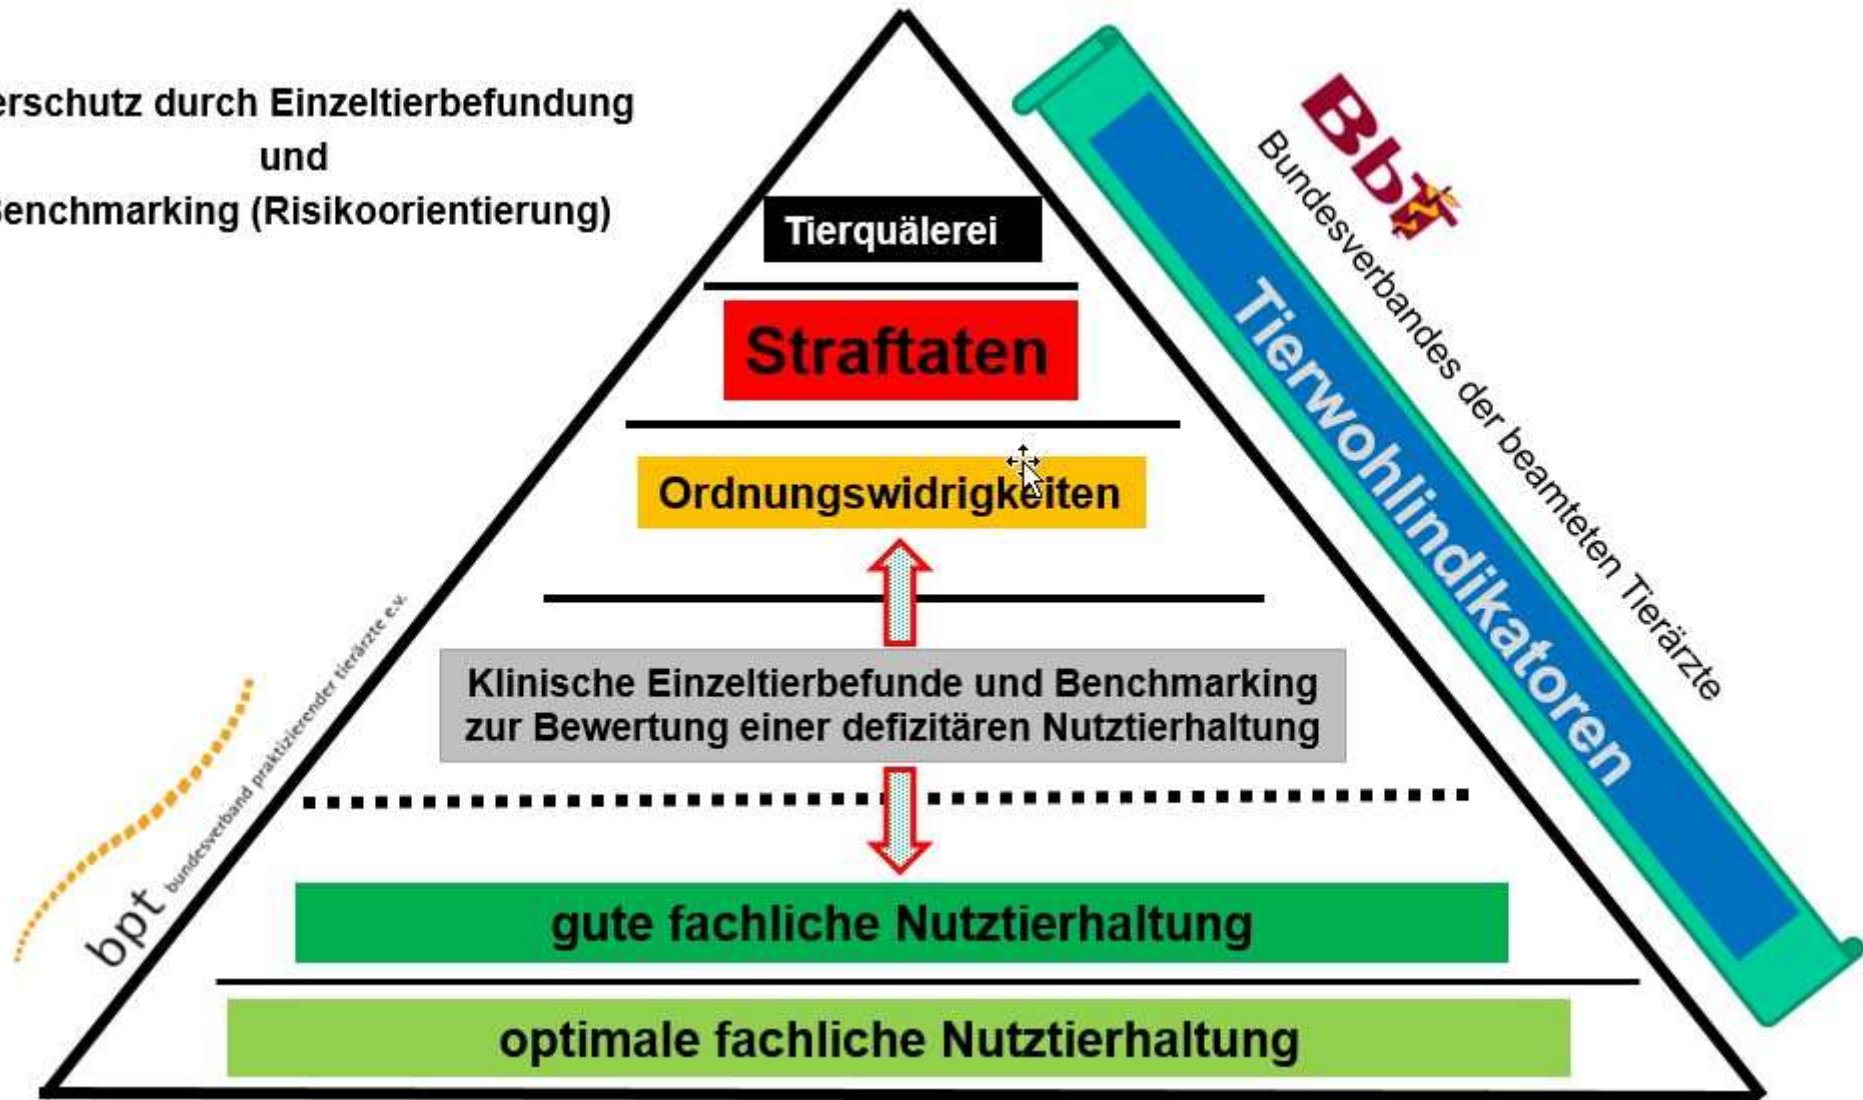 erschutz durch Einzeltierbefundung
und
Benchmarking (Risikoorientierung)
Tierquälerei
Straftaten
Ordnungswidrigkeiten
Klinische Einzeltierbefunde und Benchmarking
zur Bewertung einer defizitären Nutztierhaltung
gute fachliche Nutztierhaltung
optimale fachliche Nutztierhaltung
bpt bundesverband praktizierender tierärzte e.v.
BbT
Bundesverbandes der beamteten Tierärzte
Tierwohlindikatoren